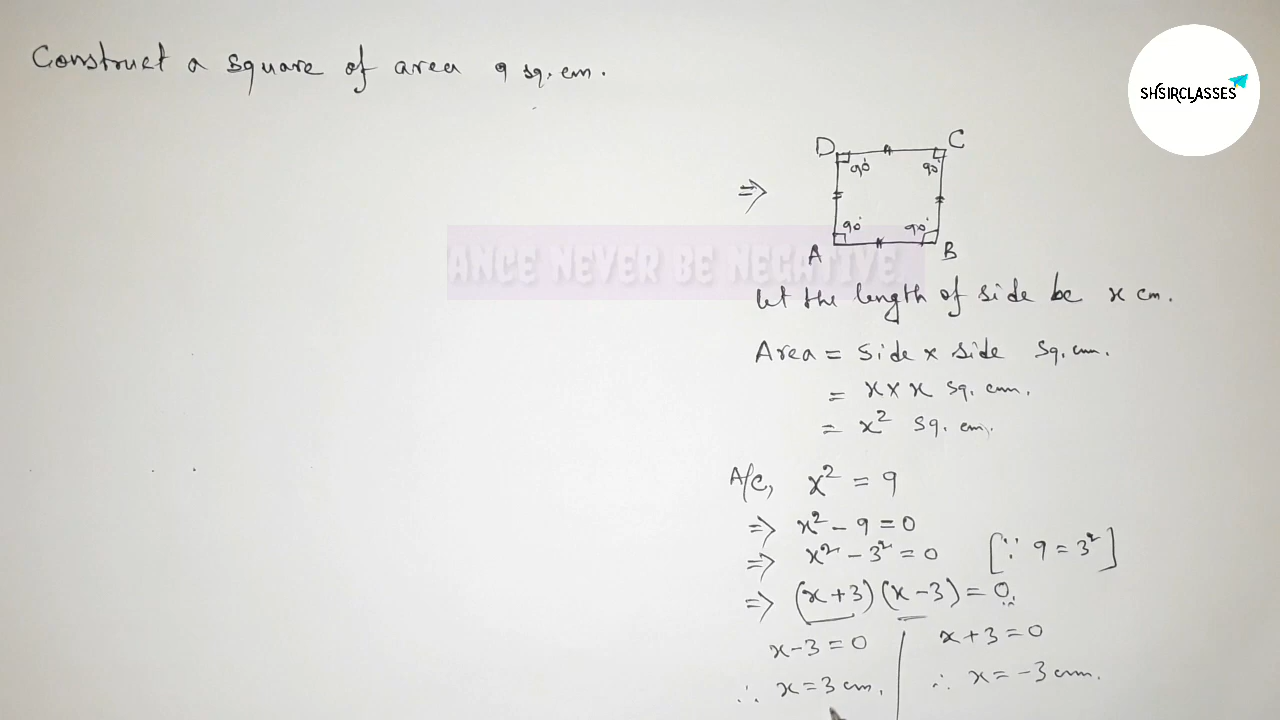 Construct a square of area 9 sq. cm.
SHSIRCLASSES
D C
90° 90°
⇒
90° 90°
A B
ANCE NEVER BE NEGATIVE
let the length of side be x cm.
Area = side × side sq. cm.
= x × x sq. cm.
= x² sq. cm.
A/C, x² = 9
⇒ x² - 9 = 0
⇒ x² - 3² = 0 [∵ 9 = 3²]
⇒ (x + 3) (x - 3) = 0.
x - 3 = 0 x + 3 = 0
∴ x = 3 cm. ∴ x = -3 cm.